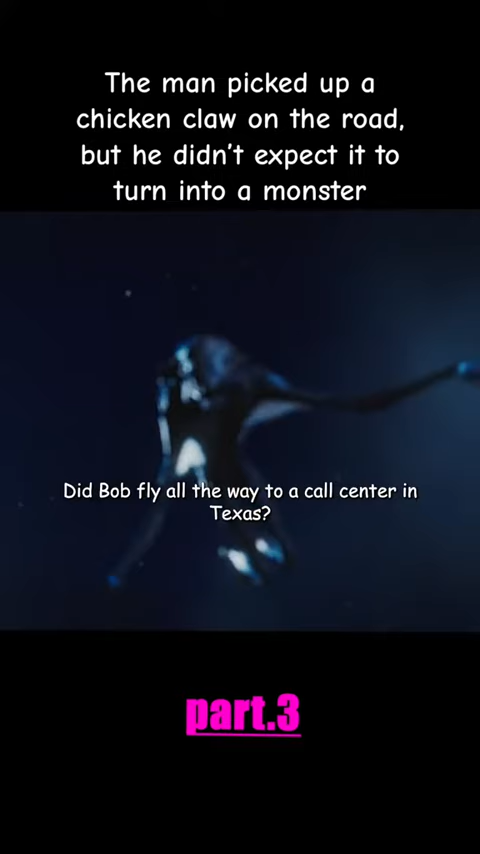 The man picked up a
chicken claw on the road,
but he didn't expect it to
turn into a monster
Did Bob fly all the way to a call center in
Texas?
part.3